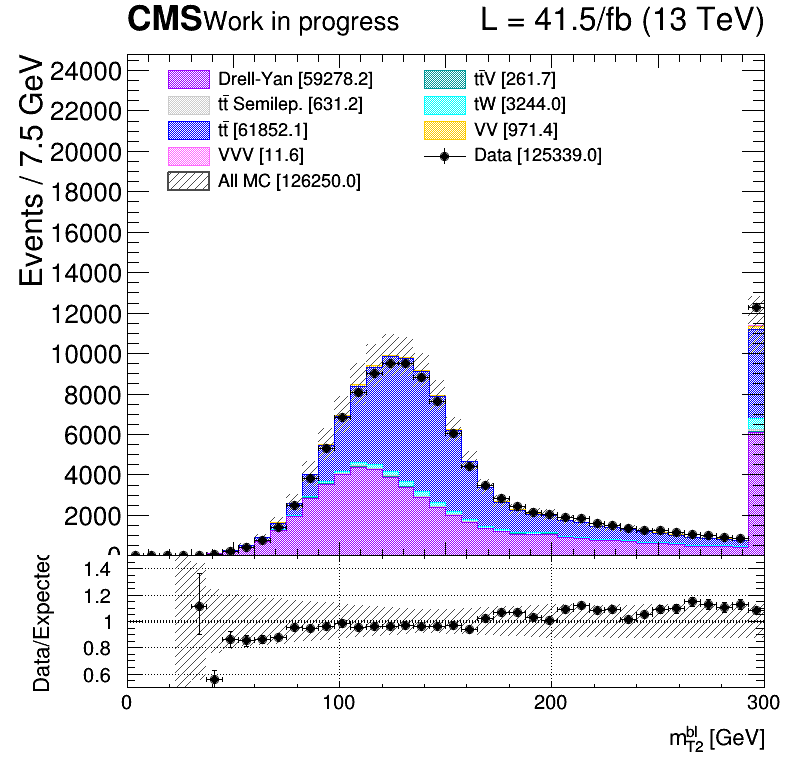 CMS Work in progress L = 41.5/fb (13 TeV)
Events / 7.5 GeV
24000
22000
20000
18000
16000
14000
12000
10000
8000
6000
4000
2000
0
Drell-Yan [59278.2]
tt̄ Semilep. [631.2]
tt̄ [61852.1]
VVV [11.6]
All MC [126250.0]
tt̄V [261.7]
tW [3244.0]
VV [971.4]
Data [125339.0]
Data/Expected
1.4
1.2
1
0.8
0.6
0 100 200 300
m_{T2}^{bl} [GeV]